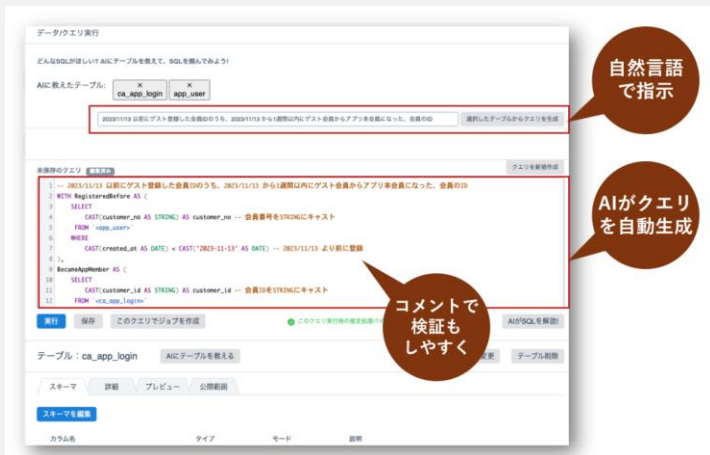 データ/クエリ実行
どんなSQLがほしい? AIにテーブルを教えて、SQLを頼んでみよう!
AIに教えたテーブル:
×
ca_app_login
×
app_user
2023/11/13 以前にゲスト登録した会員IDのうち、2023/11/13 から1週間以内にゲスト会員からアプリ本会員になった、会員のID
選択したテーブルからクエリを生成
自然言語
で指示
未保存のクエリ
編集済み
クエリを新規作成
1 -- 2023/11/13 以前にゲスト登録した会員IDのうち、2023/11/13 から1週間以内にゲスト会員からアプリ本会員になった、会員のID
2 WITH RegisteredBefore AS (
3 SELECT
4 CAST(customer_no AS STRING) AS customer_no -- 会員番号をSTRINGにキャスト
5 FROM `<app_user>`
6 WHERE
7 CAST(created_at AS DATE) < CAST('2023-11-13' AS DATE) -- 2023/11/13 より前に登録
8 ),
9 BecameAppMember AS (
10 SELECT
11 CAST(customer_id AS STRING) AS customer_id -- 会員IDをSTRINGにキャスト
12 FROM `<ca_app_login>`
AIがクエリ
を自動生成
コメントで
検証も
しやすく
実行
保存
このクエリでジョブを作成
このクエリ実行時の推定処理バ
AIがSQLを解説!
テーブル：ca_app_login
AIにテーブルを教える
変更
テーブル削除
スキーマ
詳細
プレビュー
公開範囲
スキーマを編集
カラム名
タイプ
モード
説明